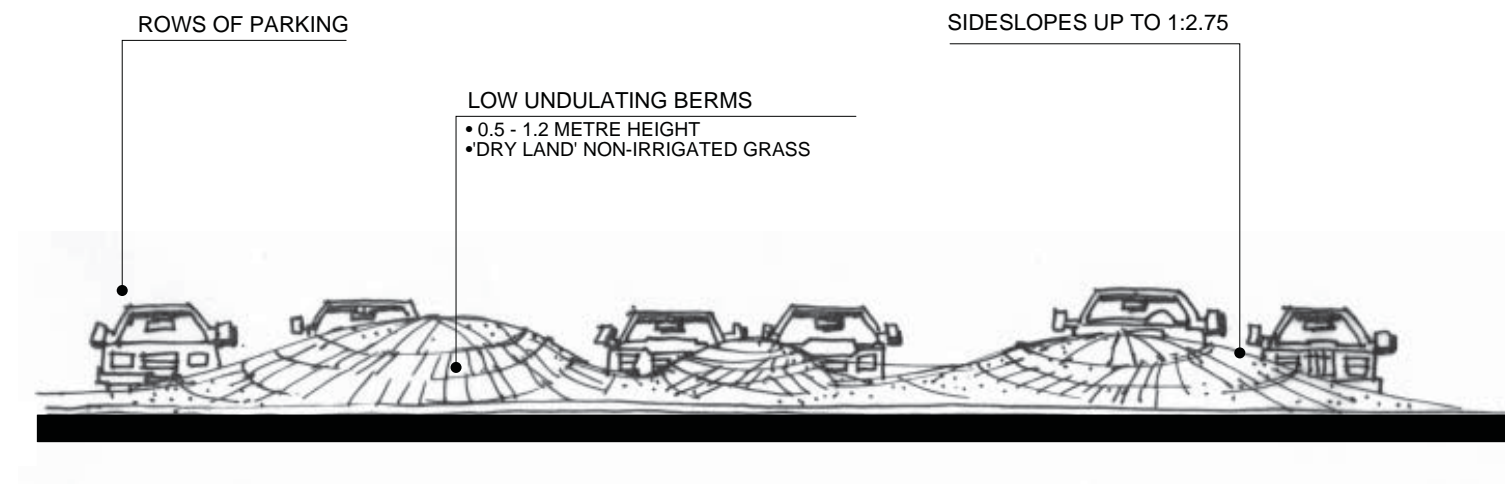 ROWS OF PARKING
SIDESLOPES UP TO 1:2.75
LOW UNDULATING BERMS
• 0.5 - 1.2 METRE HEIGHT
•'DRY LAND' NON-IRRIGATED GRASS